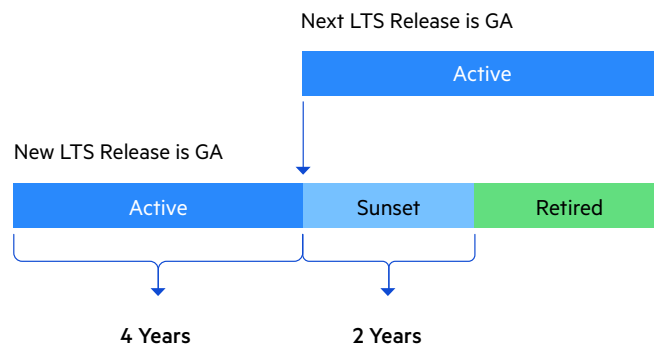 Next LTS Release is GA
Active
New LTS Release is GA
Active Sunset Retired
4 Years 2 Years